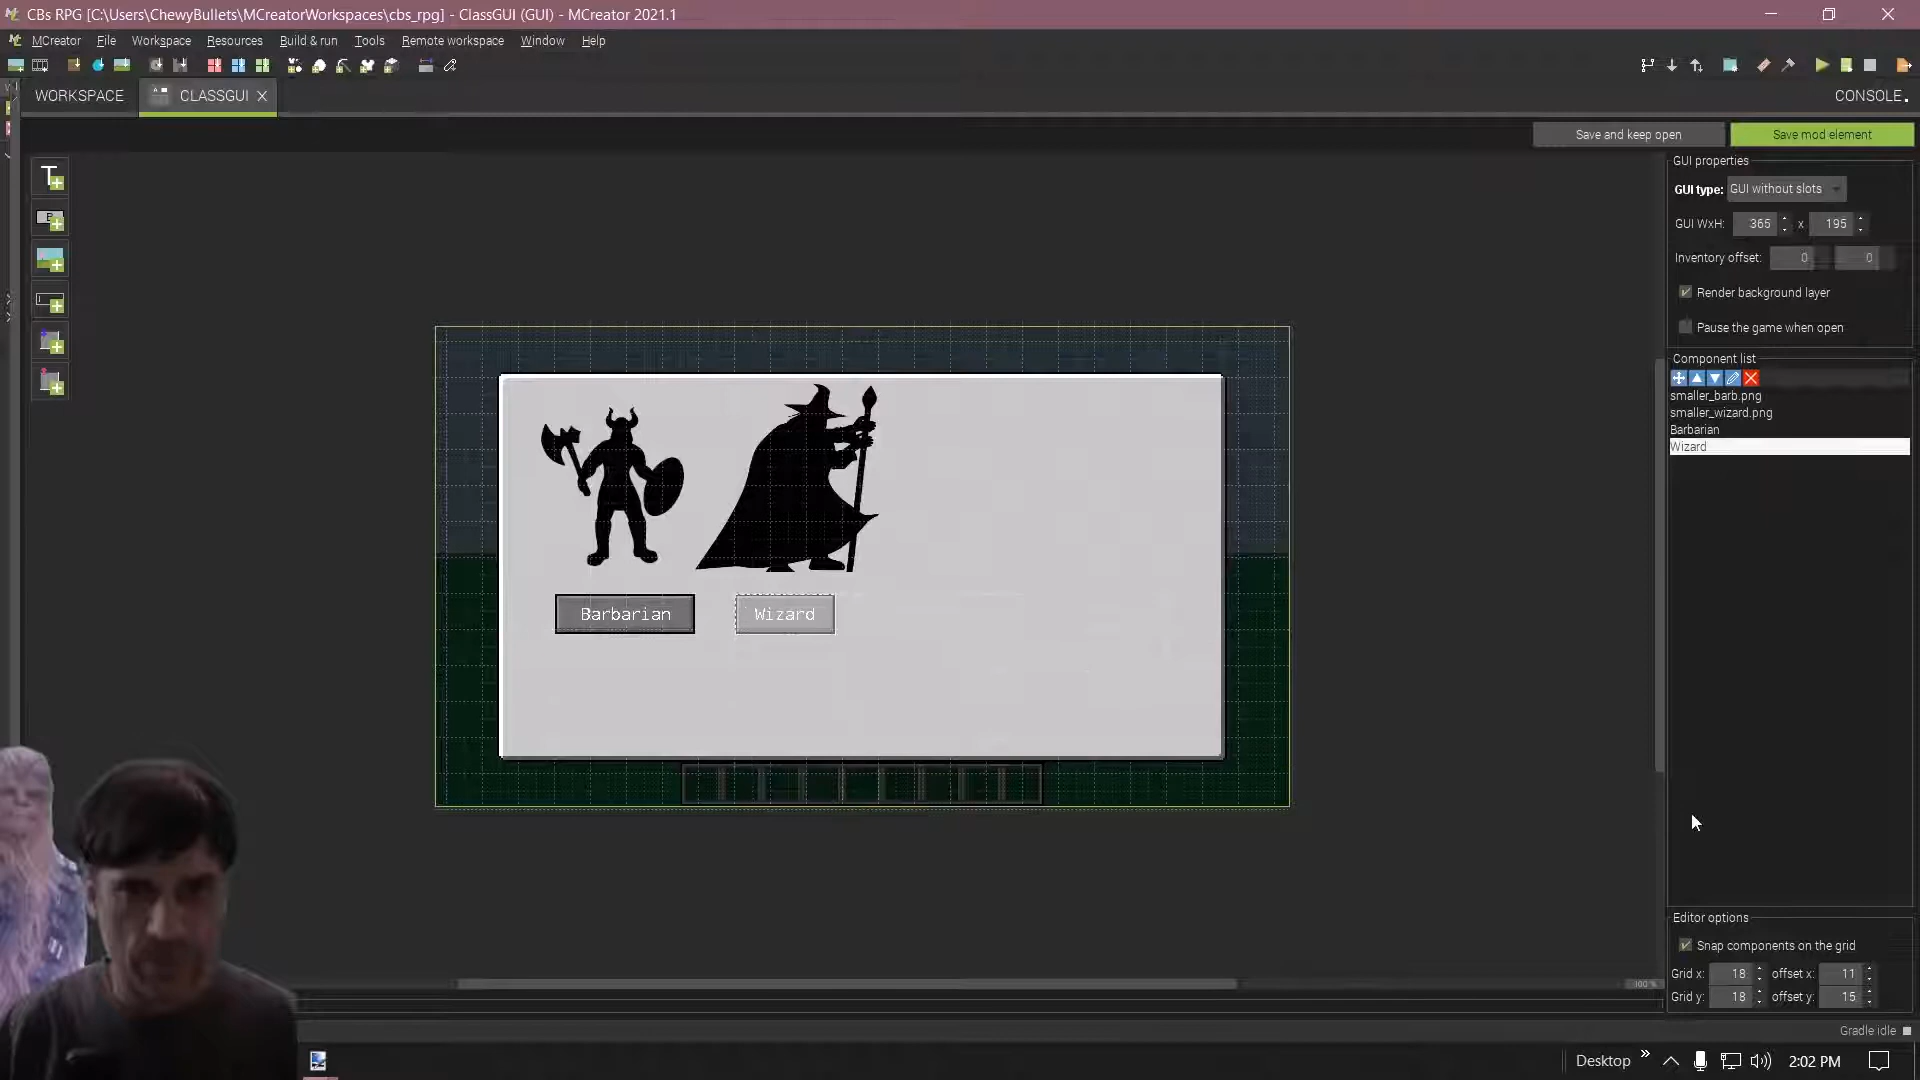 CBs RPG [C:\Users\ChewyBullets\MCreatorWorkspaces\cbs_rpg] - ClassGUI (GUI) - MCreator 2021.1
MCreator File Workspace Resources Build & run Tools Remote workspace Window Help
WORKSPACE CLASSGUI CONSOLE
Save and keep open Save mod element
GUI properties
GUI type: GUI without slots
GUI WxH: 365 x 195
Inventory offset: 0 0
Render background layer
Pause the game when open
Component list
smaller_barb.png
smaller_wizard.png
Barbarian
Wizard
Barbarian Wizard
Editor options
Snap components on the grid
100 %
Grid x: 18 offset x: 11
Grid y: 18 offset y: 15
Gradle idle
Desktop 2:02 PM